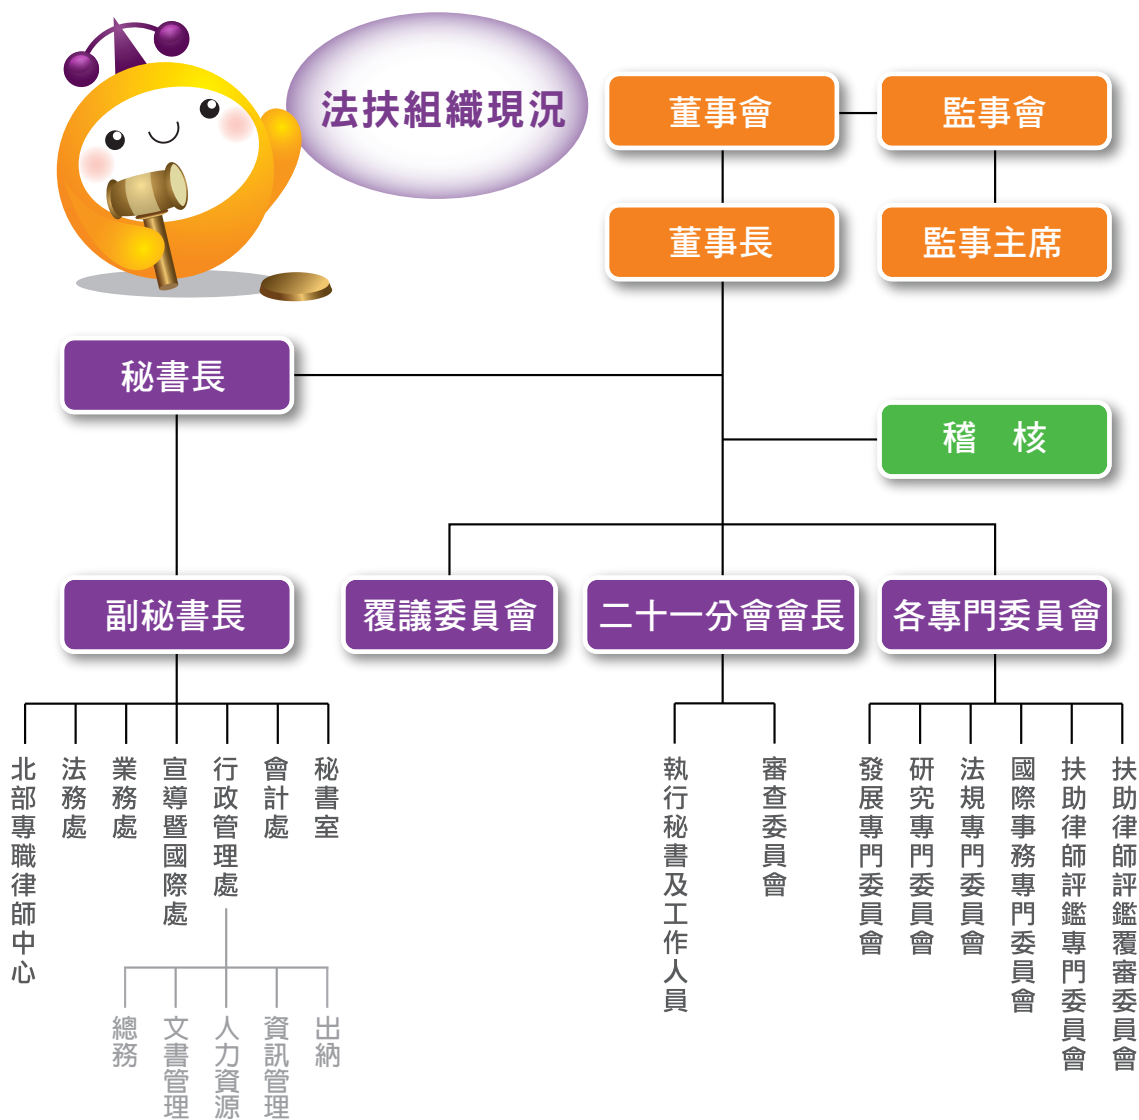 法扶組織現況
董事會
監事會
董事長
監事主席
秘書長
稽　核
副秘書長
覆議委員會
二十一分會會長
各專門委員會
北部專職律師中心
法務處
業務處
宣導暨國際處
行政管理處
會計處
秘書室
執行秘書及工作人員
審查委員會
發展專門委員會
研究專門委員會
法規專門委員會
國際事務專門委員會
扶助律師評鑑專門委員會
扶助律師評鑑覆審委員會
總務
文書管理
人力資源
資訊管理
出納